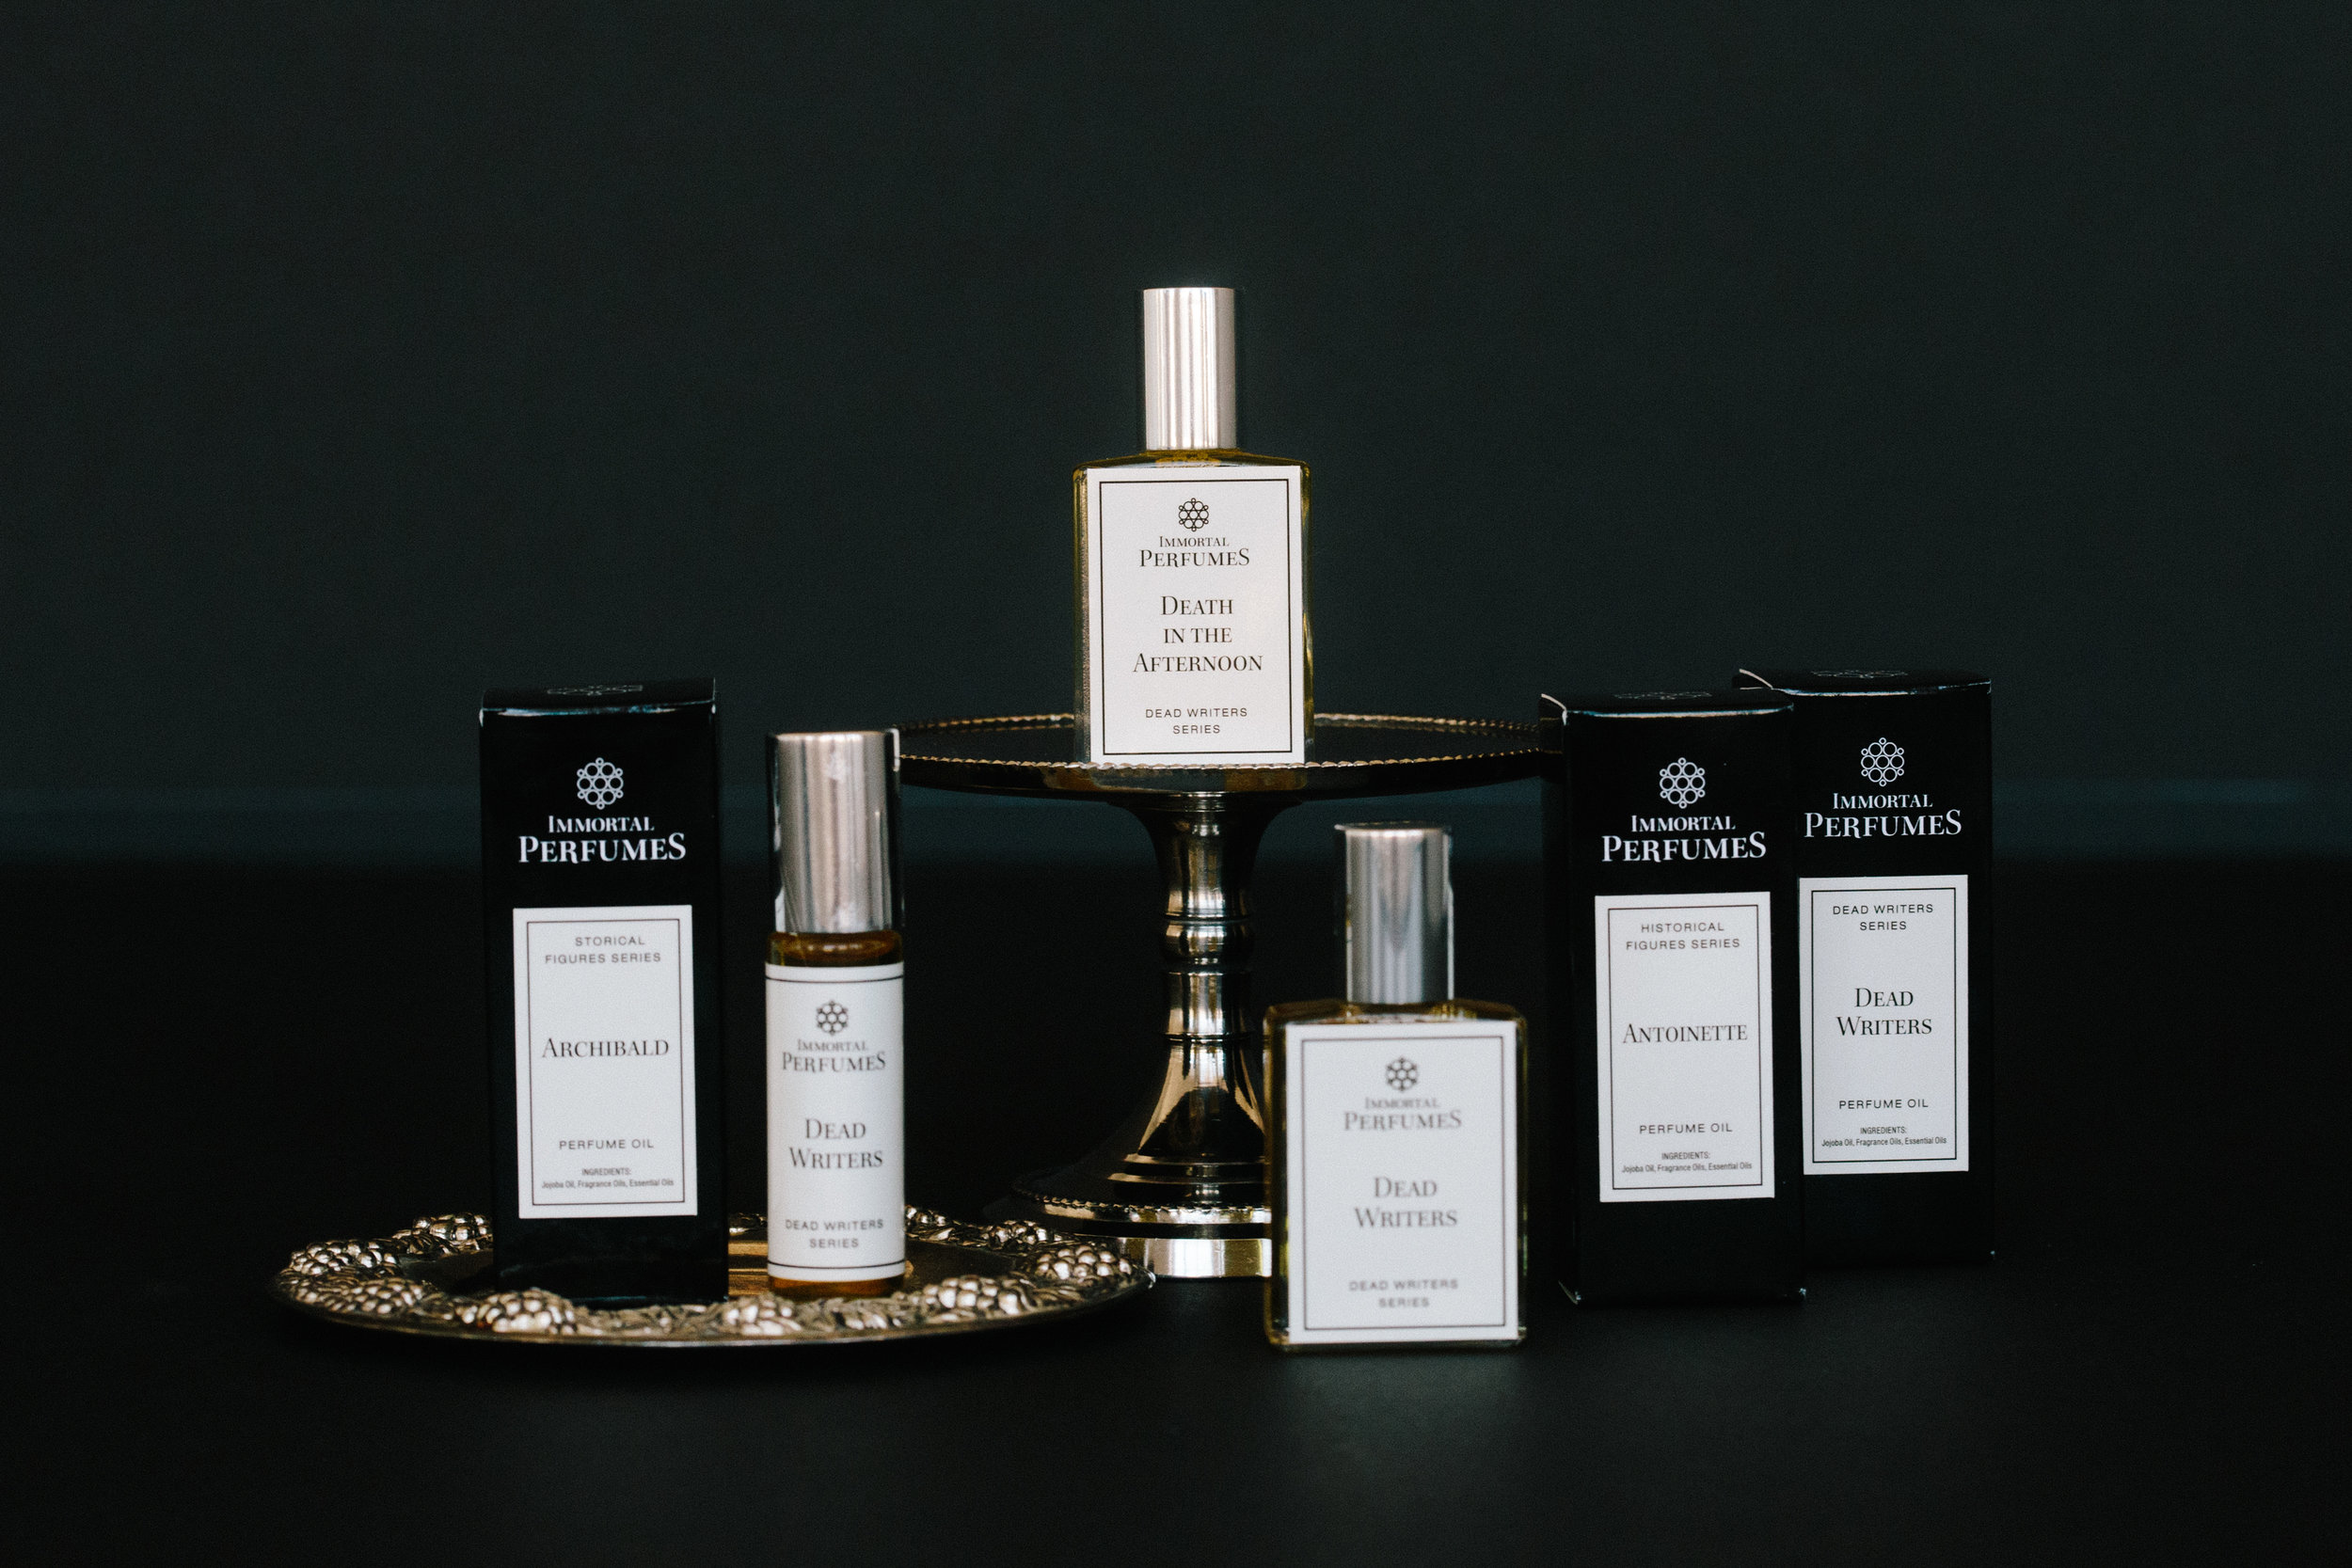 Immortal
Perfumes
Death
in the
Afternoon
DEAD WRITERS
SERIES
Immortal
Perfumes
STORICAL
FIGURES SERIES
Archibald
PERFUME OIL
INGREDIENTS:
Jojoba Oil, Fragrance Oils, Essential Oils
Immortal
Perfumes
Dead
Writers
DEAD WRITERS
SERIES
Immortal
Perfumes
Dead
Writers
DEAD WRITERS
SERIES
Immortal
Perfumes
HISTORICAL
FIGURES SERIES
Antoinette
PERFUME OIL
INGREDIENTS:
Jojoba Oil, Fragrance Oils, Essential Oils
Immortal
Perfumes
DEAD WRITERS
SERIES
Dead
Writers
PERFUME OIL
INGREDIENTS:
Jojoba Oil, Fragrance Oils, Essential Oils